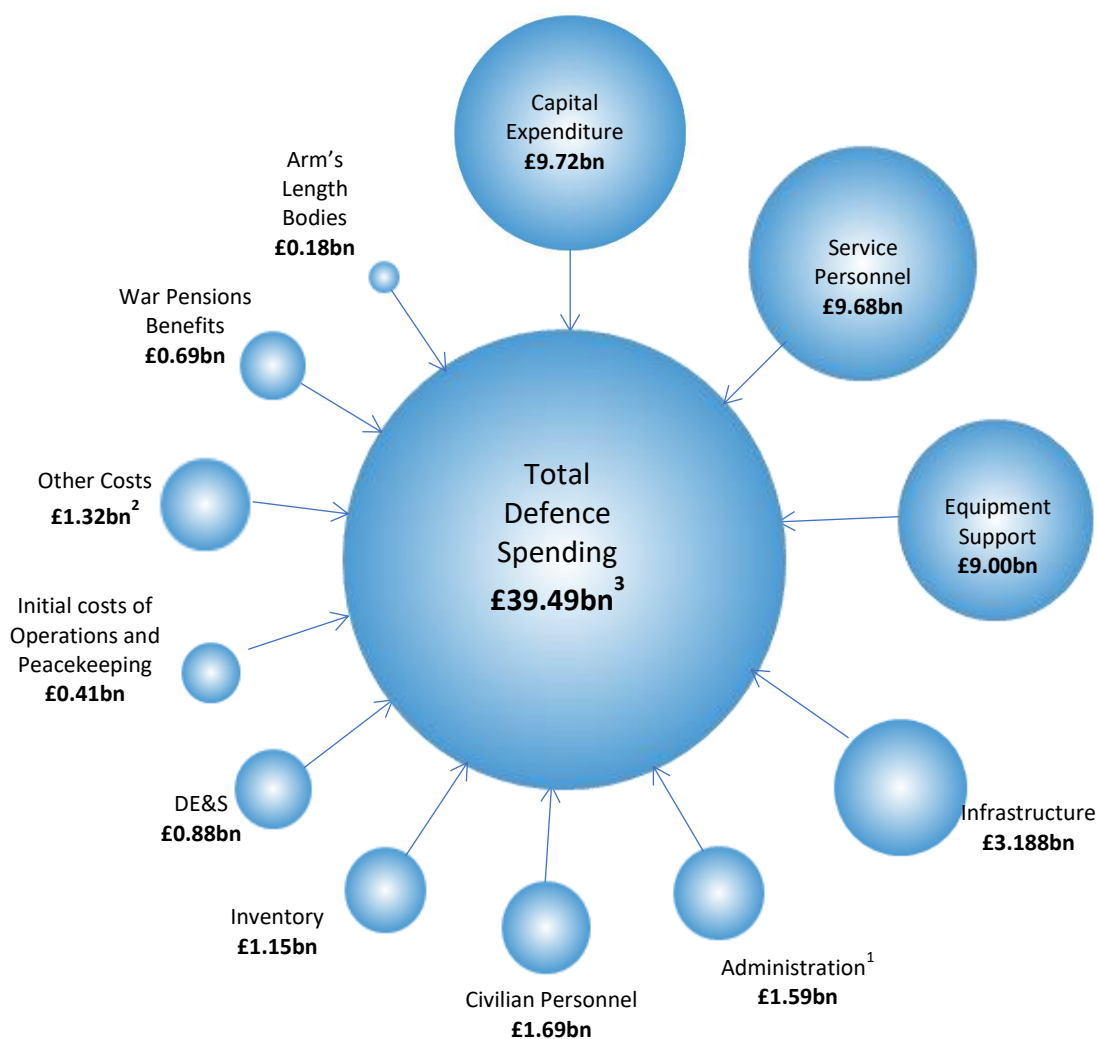 Capital
Expenditure
£9.72bn
Service
Personnel
£9.68bn
Equipment
Support
£9.00bn
Infrastructure
£3.188bn
Administration1
£1.59bn
Civilian Personnel
£1.69bn
Inventory
£1.15bn
DE&S
£0.88bn
Initial costs of
Operations and
Peacekeeping
£0.41bn
Other Costs
£1.32bn2
War Pensions
Benefits
£0.69bn
Arm’s
Length
Bodies
£0.18bn
Total
Defence
Spending
£39.49bn3